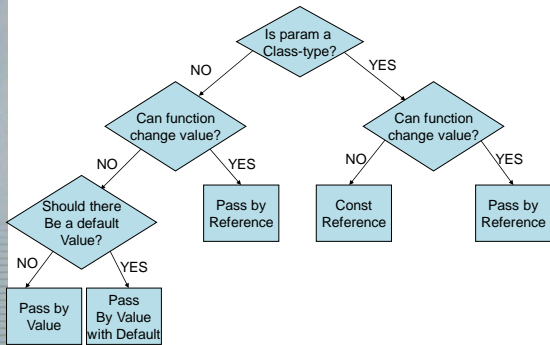 Is param a
Class-type?
NO
YES
Can function
change value?
Can function
change value?
NO
YES
NO
YES
Should there
Be a default
Value?
Pass by
Reference
Const
Reference
Pass by
Reference
NO
YES
Pass by
Value
Pass
By Value
with Default